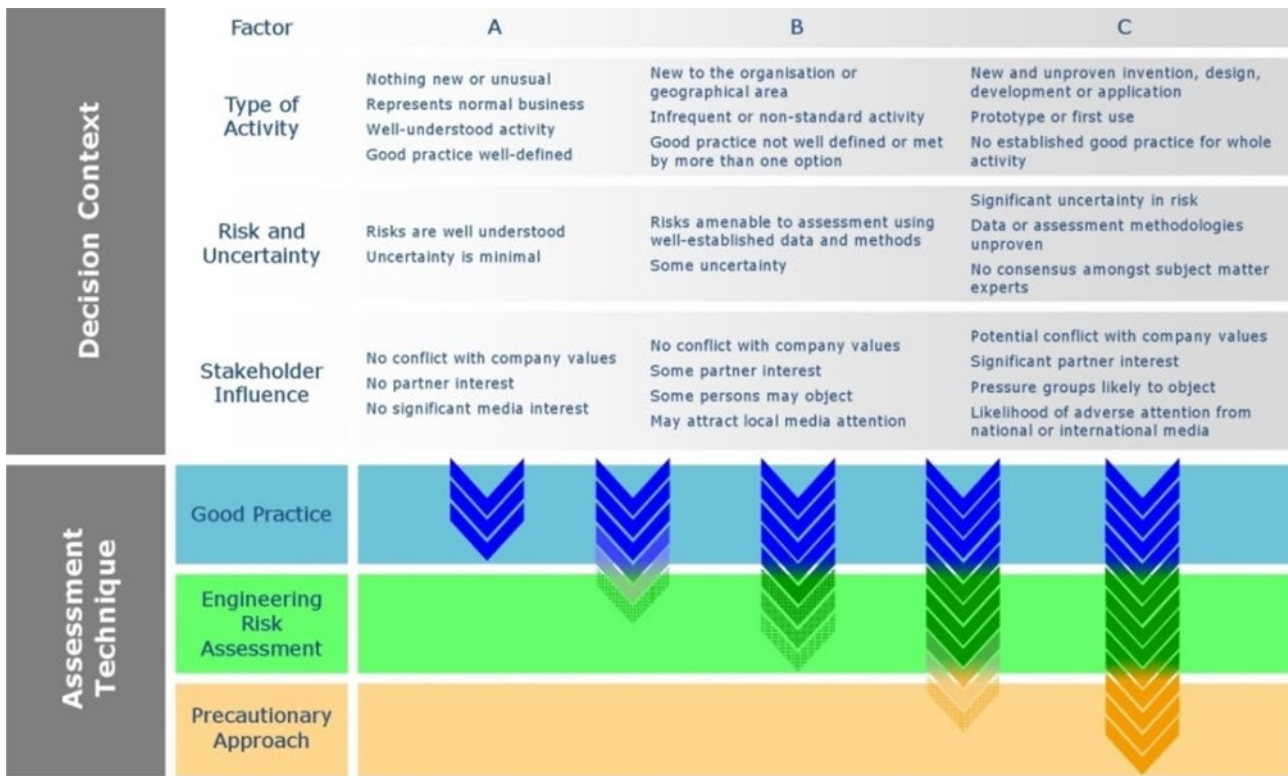 Decision Context
Factor
A
B
C
Type of
Activity
Nothing new or unusual
Represents normal business
Well-understood activity
Good practice well-defined
New to the organisation or
geographical area
Infrequent or non-standard activity
Good practice not well defined or met
by more than one option
New and unproven invention, design,
development or application
Prototype or first use
No established good practice for whole
activity
Risk and
Uncertainty
Risks are well understood
Uncertainty is minimal
Risks amenable to assessment using
well-established data and methods
Some uncertainty
Significant uncertainty in risk
Data or assessment methodologies
unproven
No consensus amongst subject matter
experts
Stakeholder
Influence
No conflict with company values
No partner interest
No significant media interest
No conflict with company values
Some partner interest
Some persons may object
May attract local media attention
Potential conflict with company values
Significant partner interest
Pressure groups likely to object
Likelihood of adverse attention from
national or international media
Assessment
Technique
Good Practice
Engineering
Risk
Assessment
Precautionary
Approach